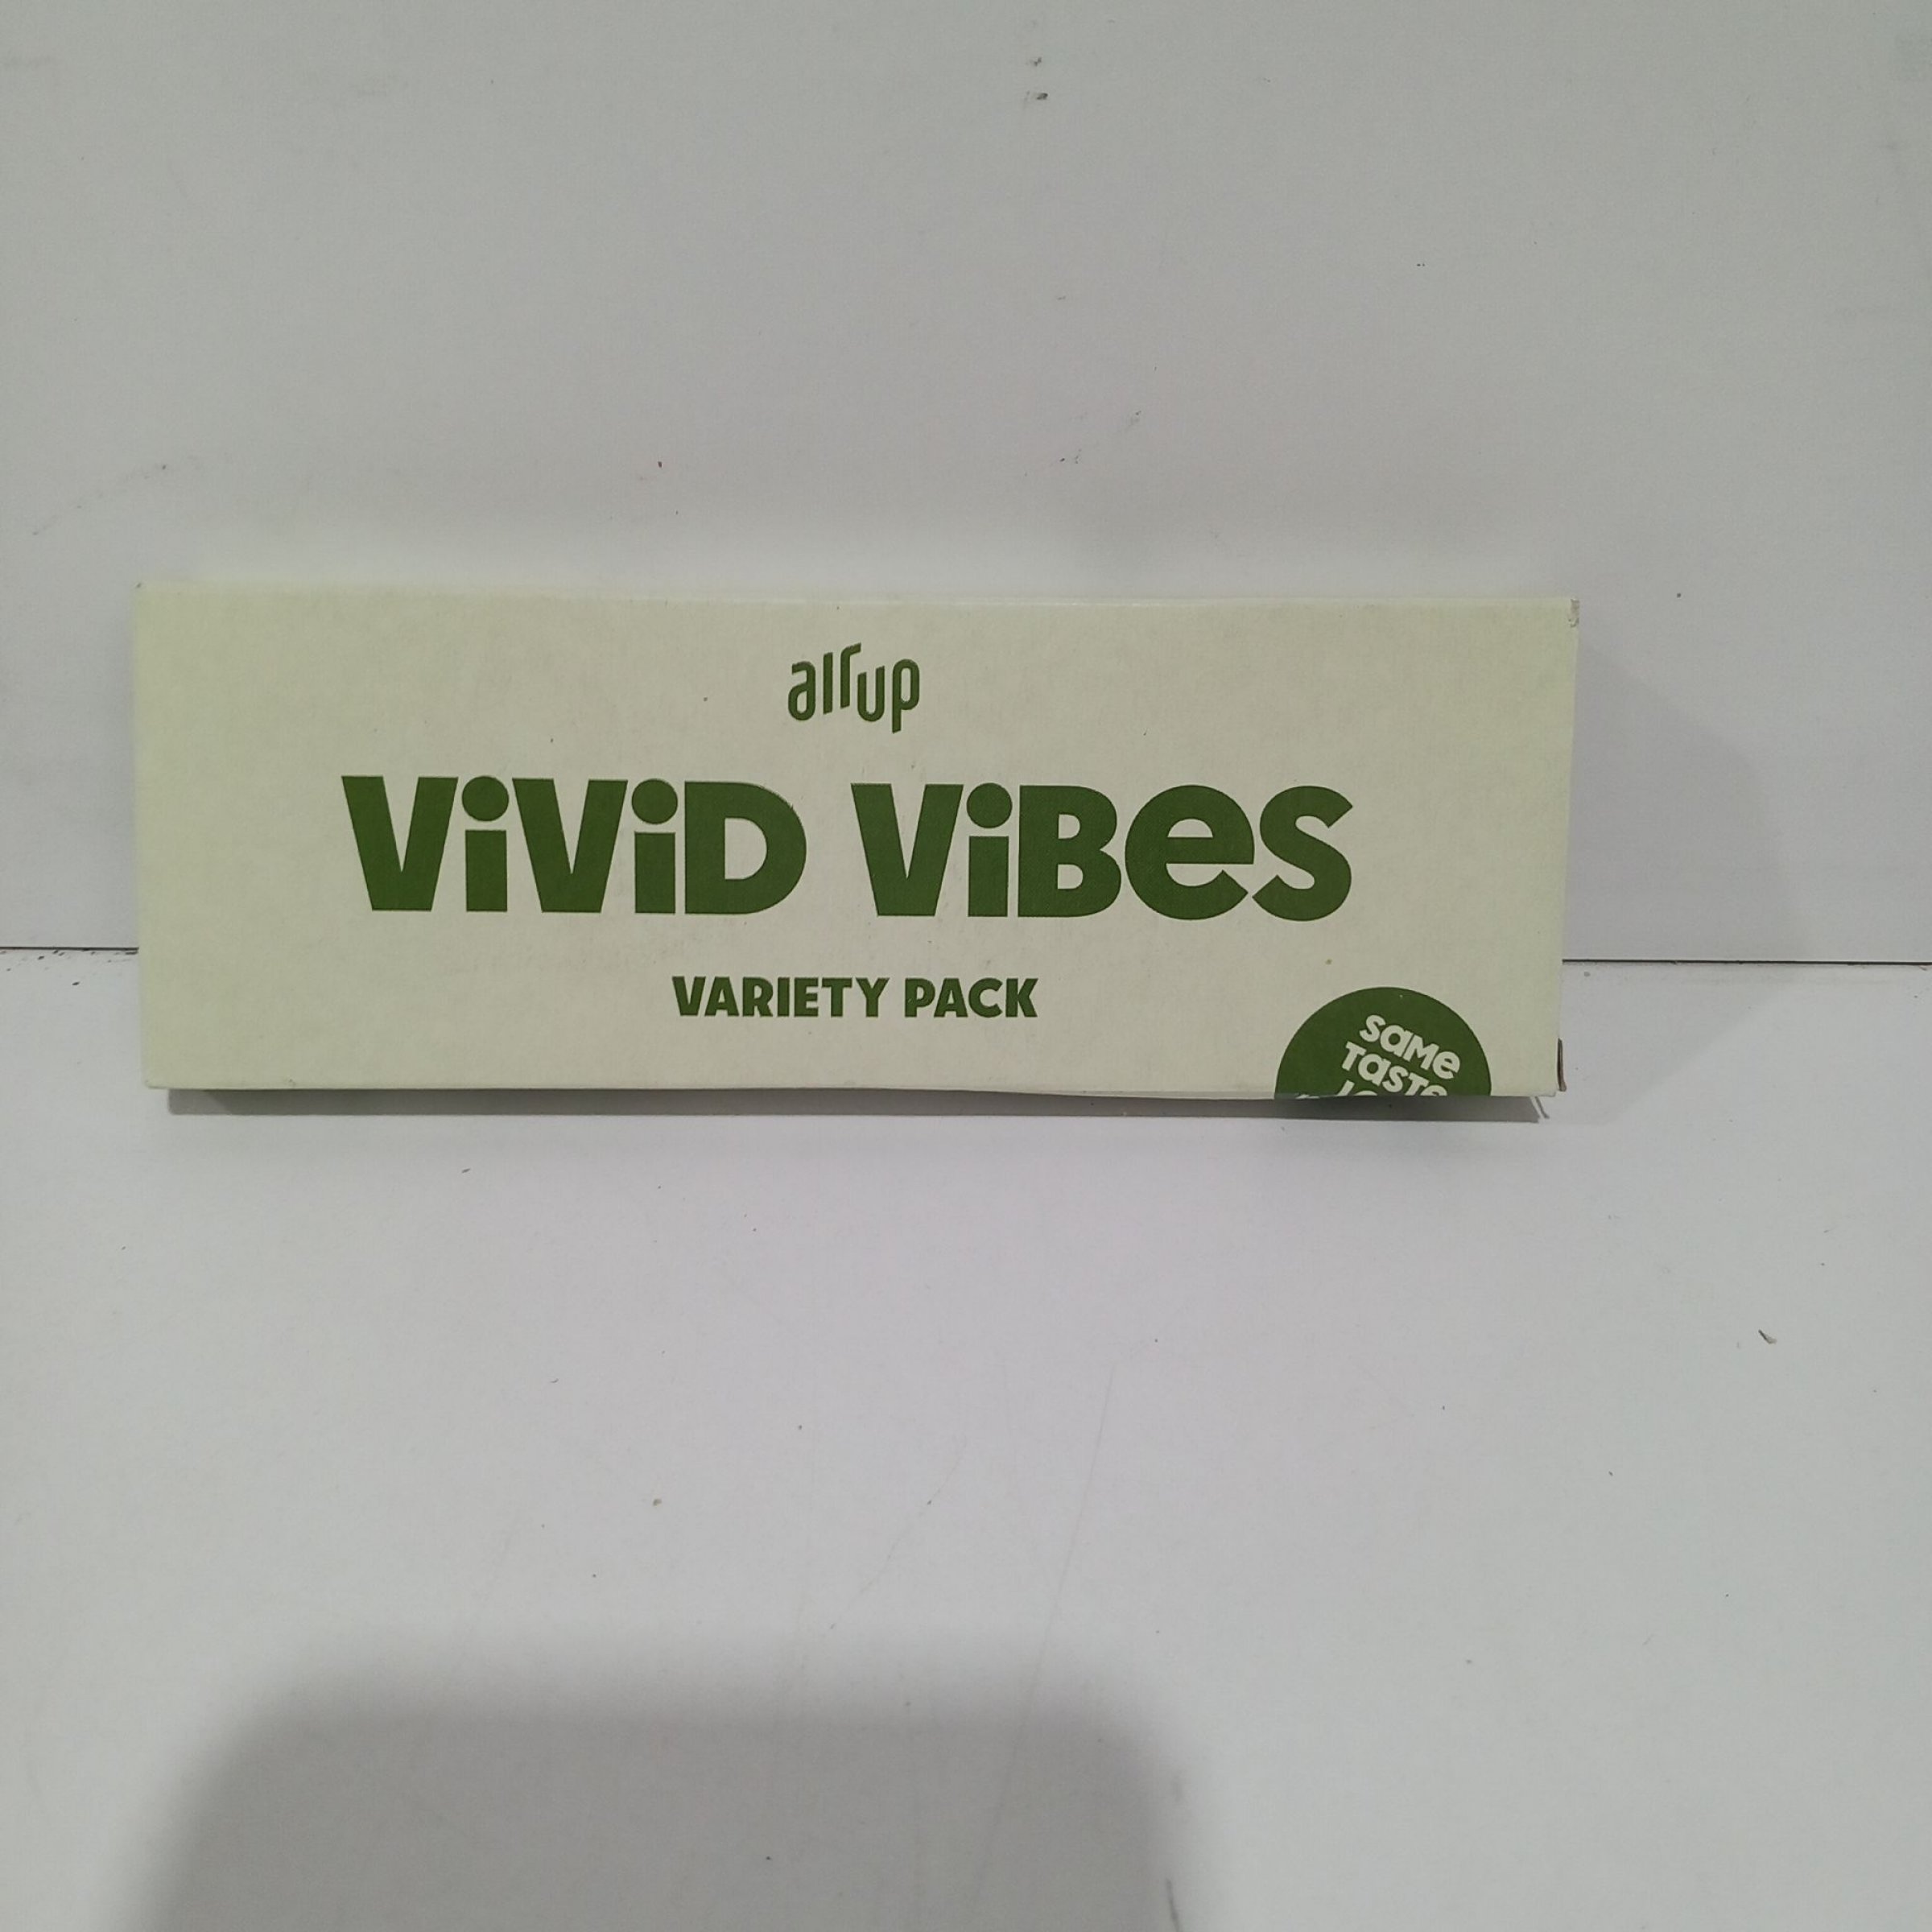 air up
ViViD ViBes
VARIETY PACK
same
Taste